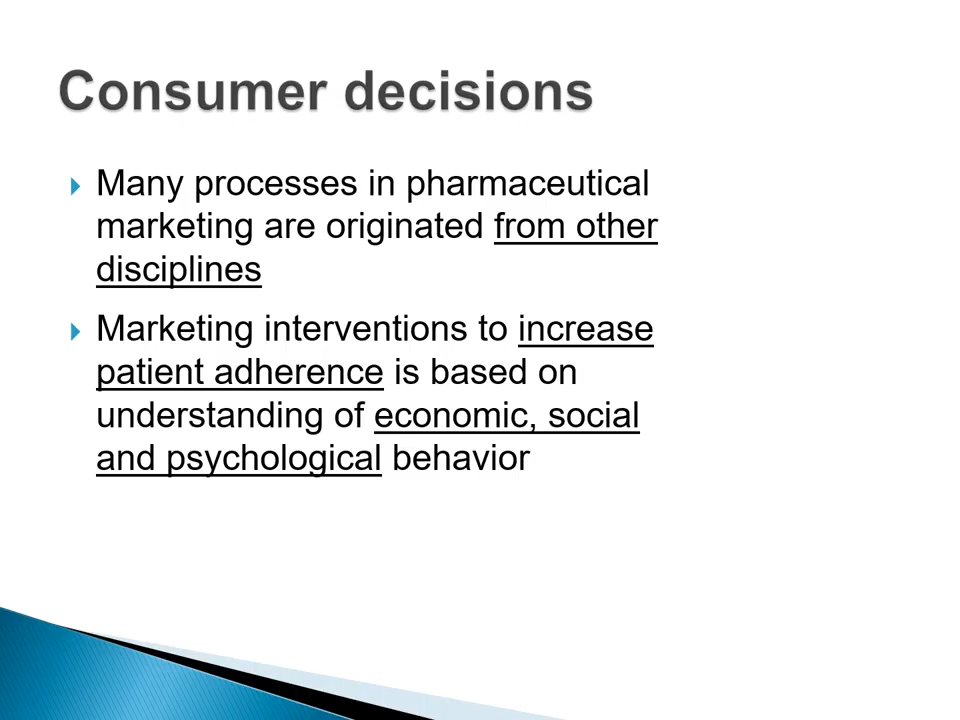 Consumer decisions
Many processes in pharmaceutical
marketing are originated from other
disciplines
Marketing interventions to increase
patient adherence is based on
understanding of economic, social
and psychological behavior